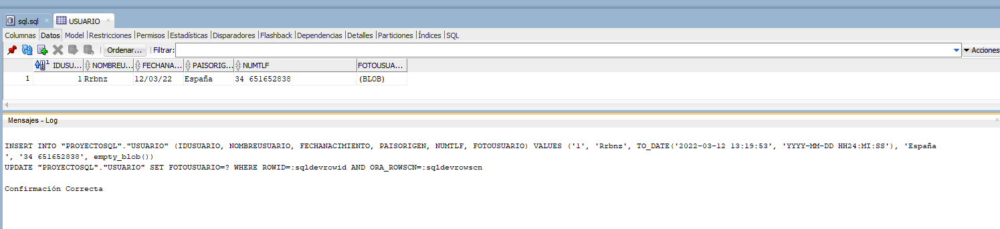 sql.sql USUARIO
Columnas Datos Model Restricciones Permisos Estadísticas Disparadores Flashback Dependencias Detalles Particiones Índices SQL
Ordenar... Filtrar: Acciones
IDUSU... NOMBREU... FECHANA... PAISORIG... NUMTLF FOTOUSUA...
1 1 Rrbnz 12/03/22 España 34 651652838 (BLOB)
Mensajes - Log
INSERT INTO "PROYECTOSQL"."USUARIO" (IDUSUARIO, NOMBREUSUARIO, FECHANACIMIENTO, PAISORIGEN, NUMTLF, FOTOUSUARIO) VALUES ('1', 'Rrbnz', TO_DATE('2022-03-12 13:19:53', 'YYYY-MM-DD HH24:MI:SS'), 'España
', '34 651652838', empty_blob())
UPDATE "PROYECTOSQL"."USUARIO" SET FOTOUSUARIO=? WHERE ROWID=:sqldevrowid AND ORA_ROWSCN=:sqldevrowscn
Confirmación Correcta